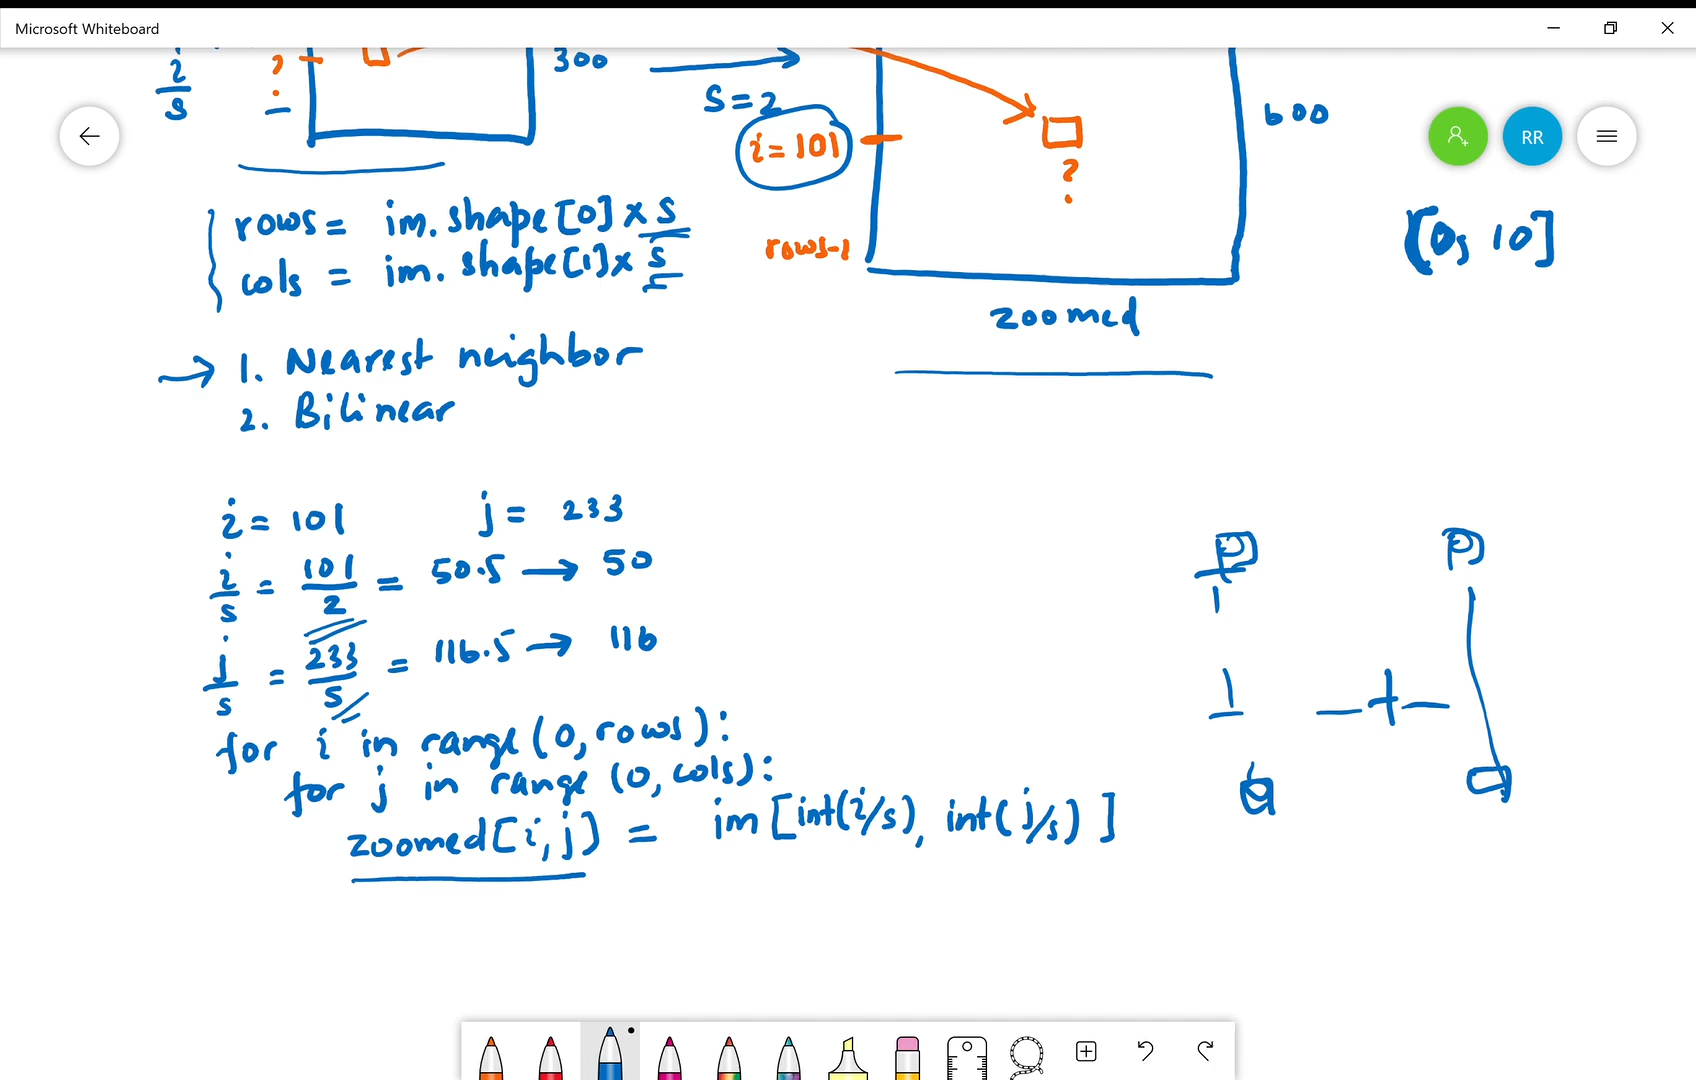 Microsoft Whiteboard
i/s ? 300 S=2 600
i=101
?
RR
rows = im.shape[0] x s
cols = im.shape[1] x s
rows-1
[0, 10]
zoomed
→ 1. Nearest neighbor
2. Bilinear
i = 101 j = 233
i/s = 101/2 = 50.5 → 50
j/s = 233/s = 116.5 → 116
for i in range(0, rows):
for j in range(0, cols):
zoomed[i,j] = im[int(i/s), int(j/s)]